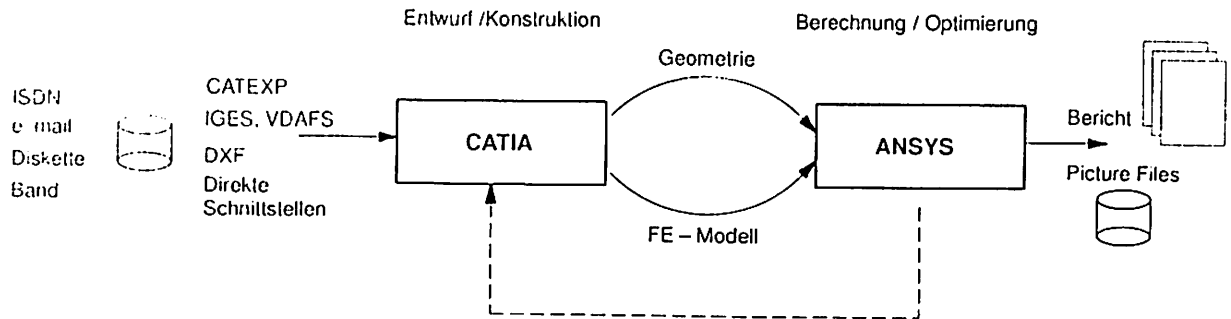 Entwurf /Konstruktion
Berechnung / Optimierung
ISDN
e-mail
Diskette
Band
CATEXP
IGES, VDAFS
DXF
Direkte
Schnittstellen
CATIA
Geometrie
FE – Modell
ANSYS
Bericht
Picture Files